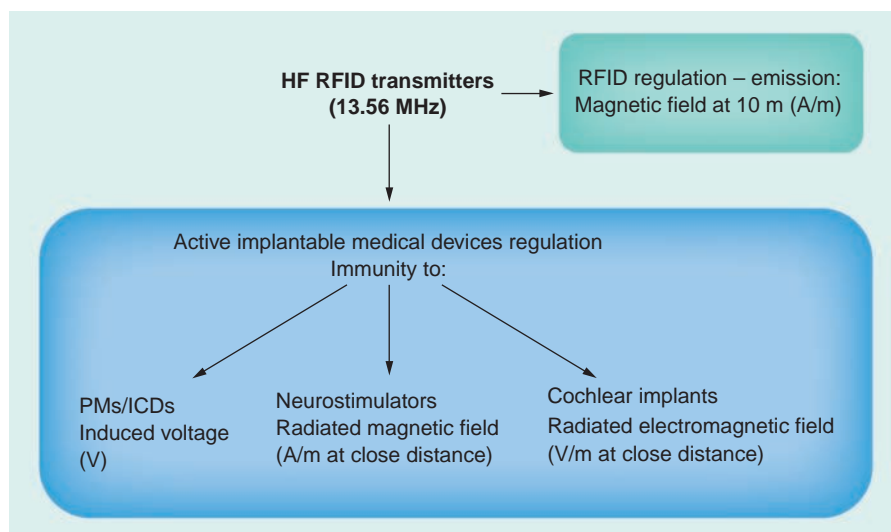 HF RFID transmitters
(13.56 MHz)
RFID regulation – emission:
Magnetic field at 10 m (A/m)
Active implantable medical devices regulation
Immunity to:
PMs/ICDs
Induced voltage
(V)
Neurostimulators
Radiated magnetic field
(A/m at close distance)
Cochlear implants
Radiated electromagnetic field
(V/m at close distance)